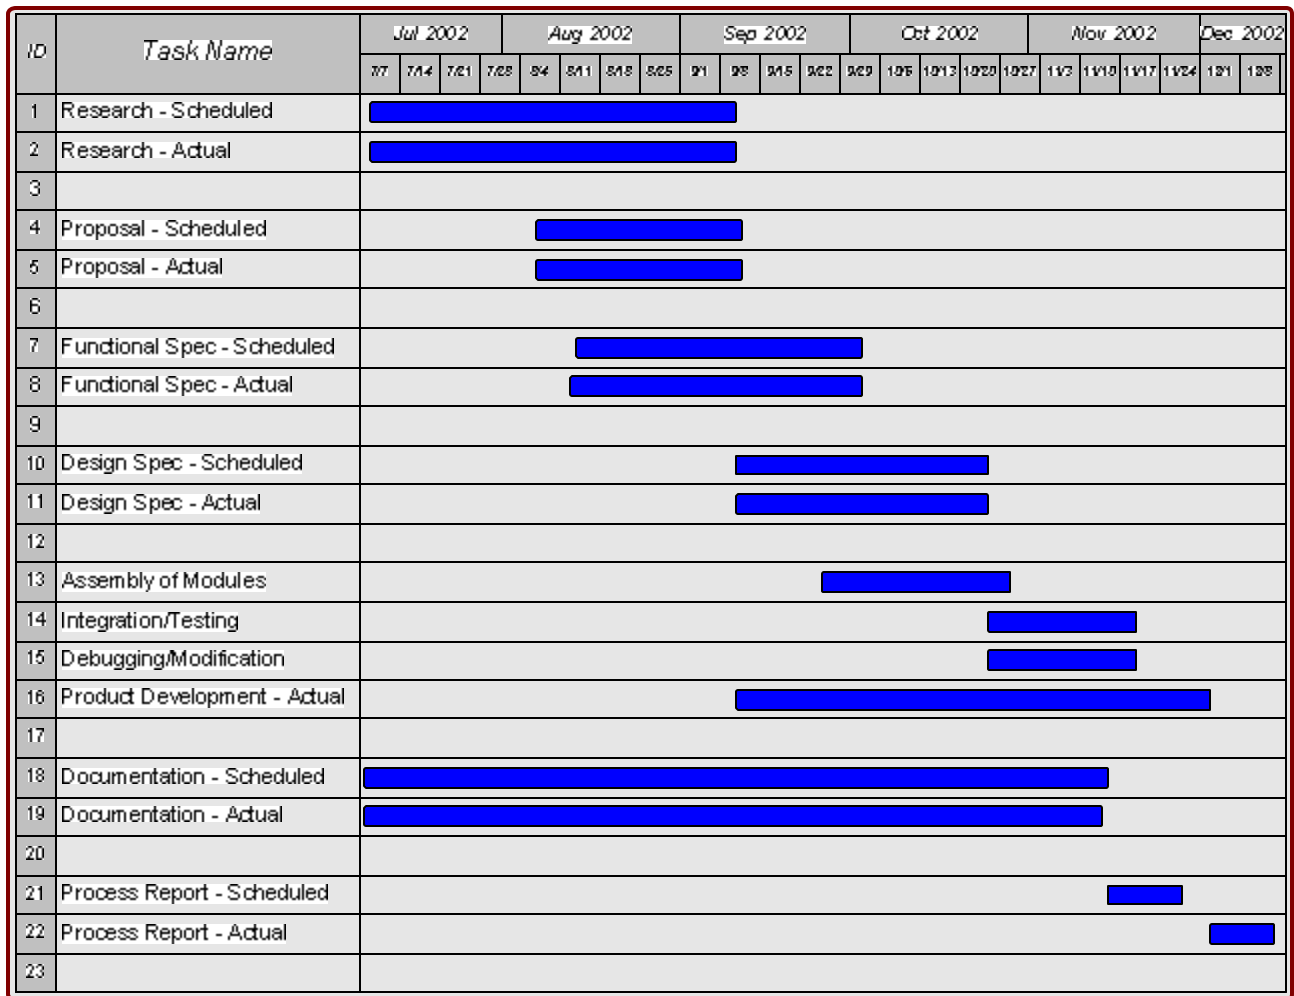 ID Task Name Jul 2002 Aug 2002 Sep 2002 Oct 2002 Nov 2002 Dec 2002
7/7 7/14 7/21 7/28 8/4 8/11 8/18 8/25 9/1 9/8 9/15 9/22 9/29 10/6 10/13 10/20 10/27 11/3 11/10 11/17 11/24 12/1 12/8
1 Research - Scheduled
2 Research - Actual
3
4 Proposal - Scheduled
5 Proposal - Actual
6
7 Functional Spec - Scheduled
8 Functional Spec - Actual
9
10 Design Spec - Scheduled
11 Design Spec - Actual
12
13 Assembly of Modules
14 Integration/Testing
15 Debugging/Modification
16 Product Development - Actual
17
18 Documentation - Scheduled
19 Documentation - Actual
20
21 Process Report - Scheduled
22 Process Report - Actual
23